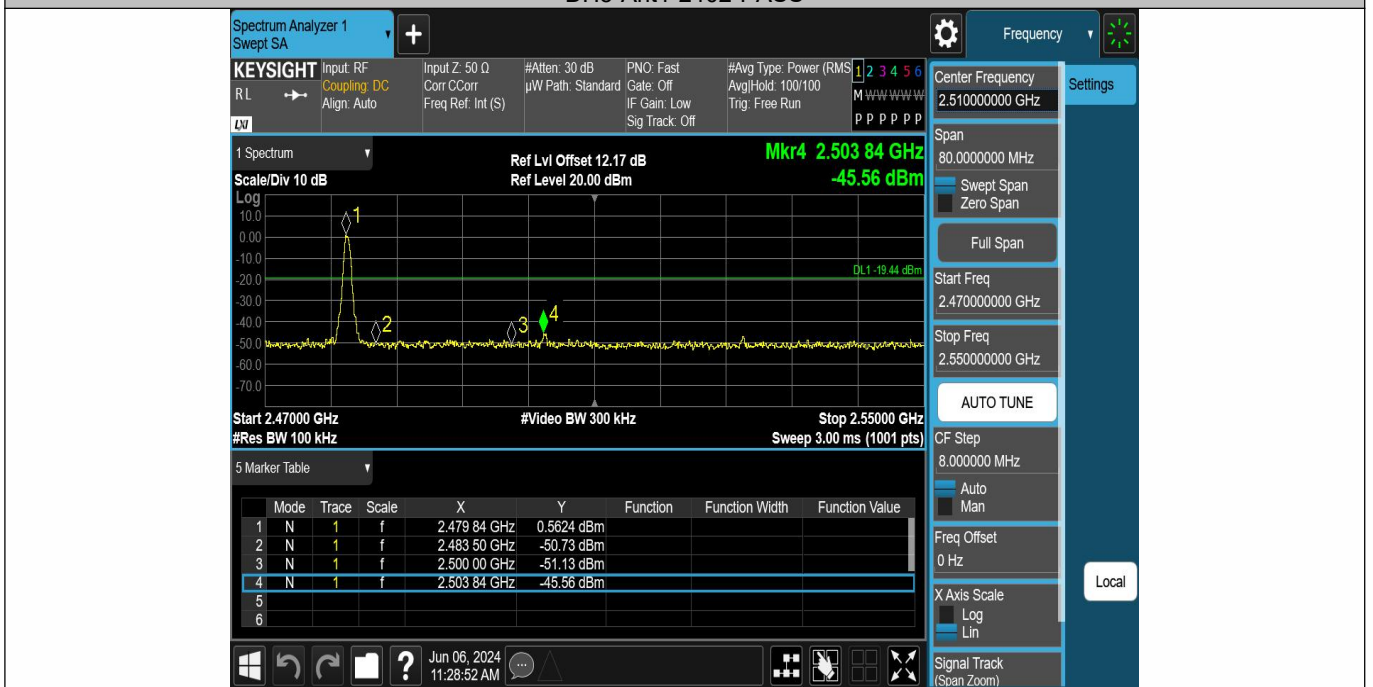 Spectrum Analyzer 1
Swept SA
+
Frequency
KEYSIGHT
RL
LXI
Input: RF
Coupling: DC
Align: Auto
Input Z: 50 Ω
Corr CCorr
Freq Ref: Int (S)
#Atten: 30 dB
µW Path: Standard
PNO: Fast
Gate: Off
IF Gain: Low
Sig Track: Off
#Avg Type: Power (RMS
Avg|Hold: 100/100
Trig: Free Run
1 2 3 4 5 6
M W W W W W
P P P P P P
1 Spectrum
Scale/Div 10 dB
Ref Lvl Offset 12.17 dB
Ref Level 20.00 dBm
Mkr4 2.503 84 GHz
-45.56 dBm
Log
10.0
0.00
-10.0
-20.0
-30.0
-40.0
-50.0
-60.0
-70.0
1
2
3
4
DL1 -19.44 dBm
Start 2.47000 GHz
#Video BW 300 kHz
Stop 2.55000 GHz
#Res BW 100 kHz
Sweep 3.00 ms (1001 pts)
5 Marker Table
Mode Trace Scale X Y Function Function Width Function Value
1 N 1 f 2.479 84 GHz 0.5624 dBm
2 N 1 f 2.483 50 GHz -50.73 dBm
3 N 1 f 2.500 00 GHz -51.13 dBm
4 N 1 f 2.503 84 GHz -45.56 dBm
5
6
Jun 06, 2024
11:28:52 AM
Center Frequency
2.510000000 GHz
Settings
Span
80.0000000 MHz
Swept Span
Zero Span
Full Span
Start Freq
2.470000000 GHz
Stop Freq
2.550000000 GHz
AUTO TUNE
CF Step
8.000000 MHz
Auto
Man
Freq Offset
0 Hz
Local
X Axis Scale
Log
Lin
Signal Track
(Span Zoom)